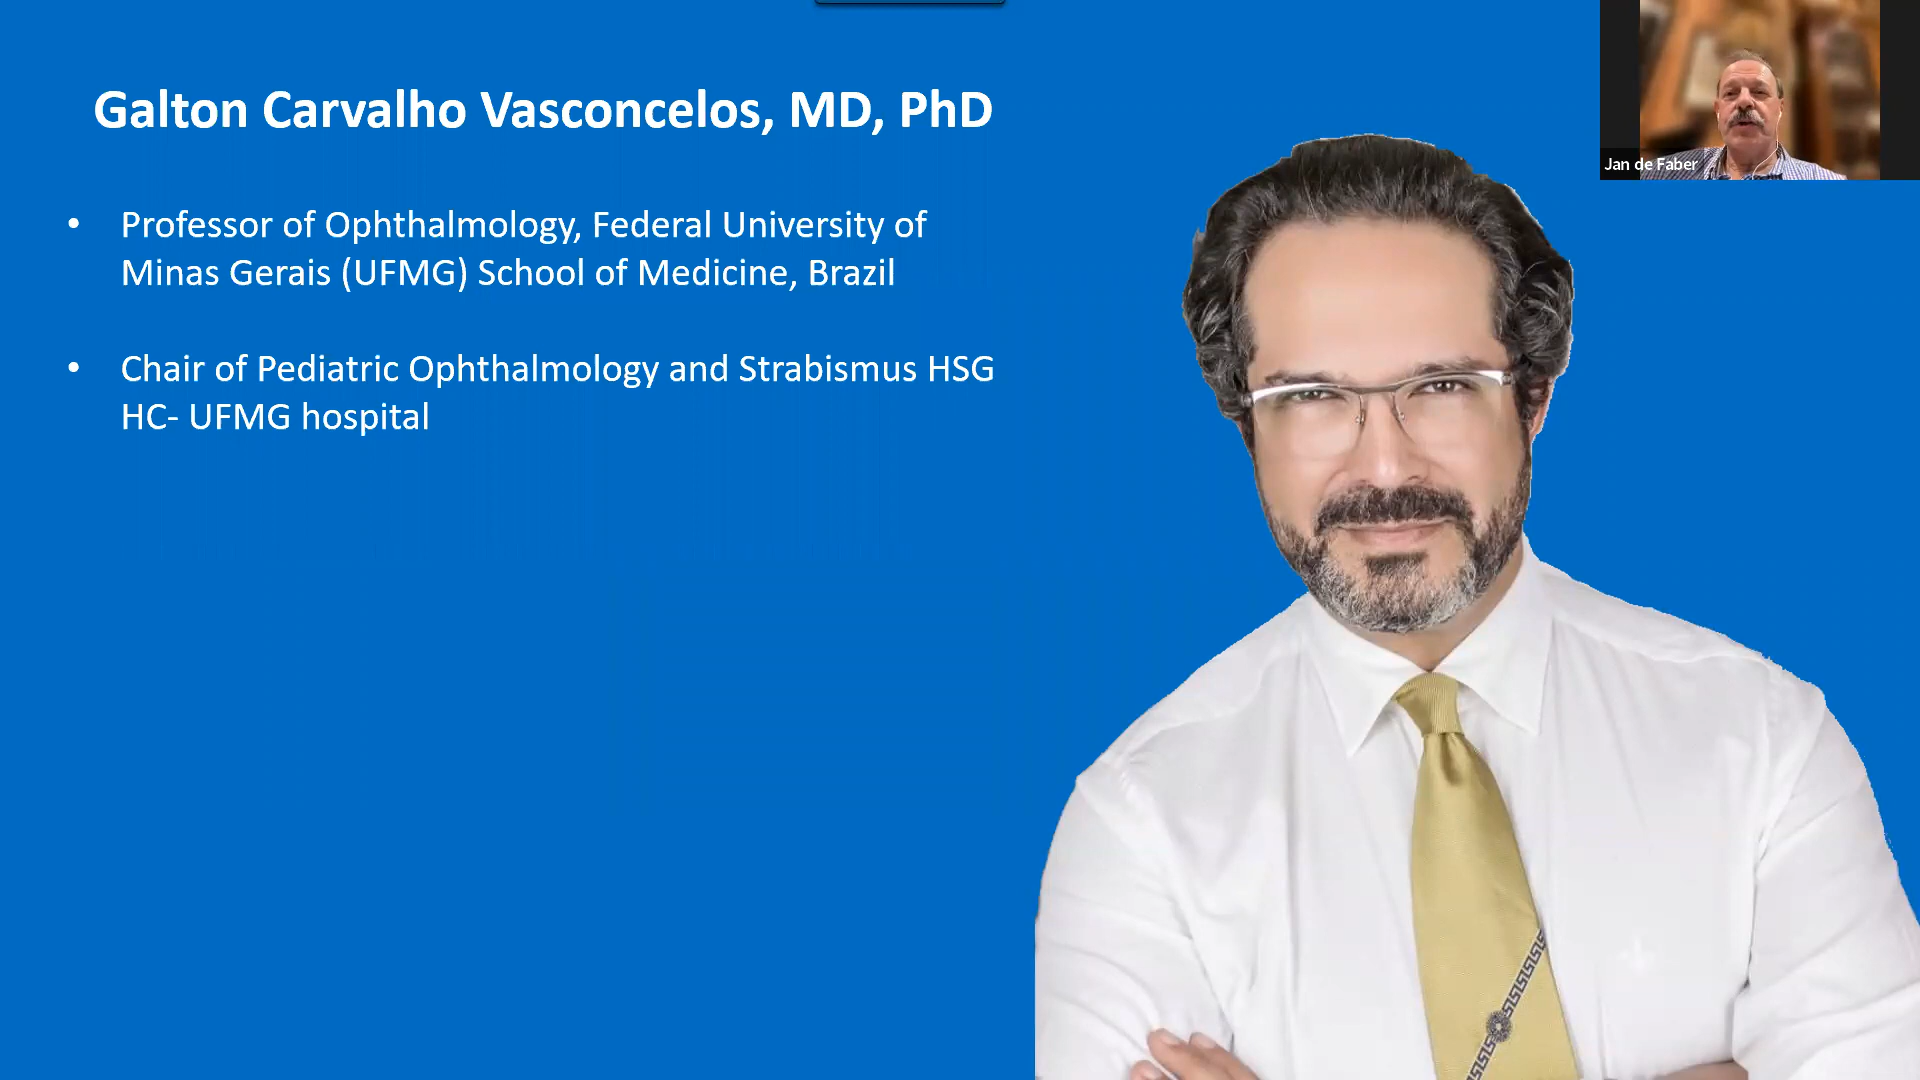 Galton Carvalho Vasconcelos, MD, PhD
• Professor of Ophthalmology, Federal University of
Minas Gerais (UFMG) School of Medicine, Brazil
• Chair of Pediatric Ophthalmology and Strabismus HSG
HC- UFMG hospital
Jan de Faber